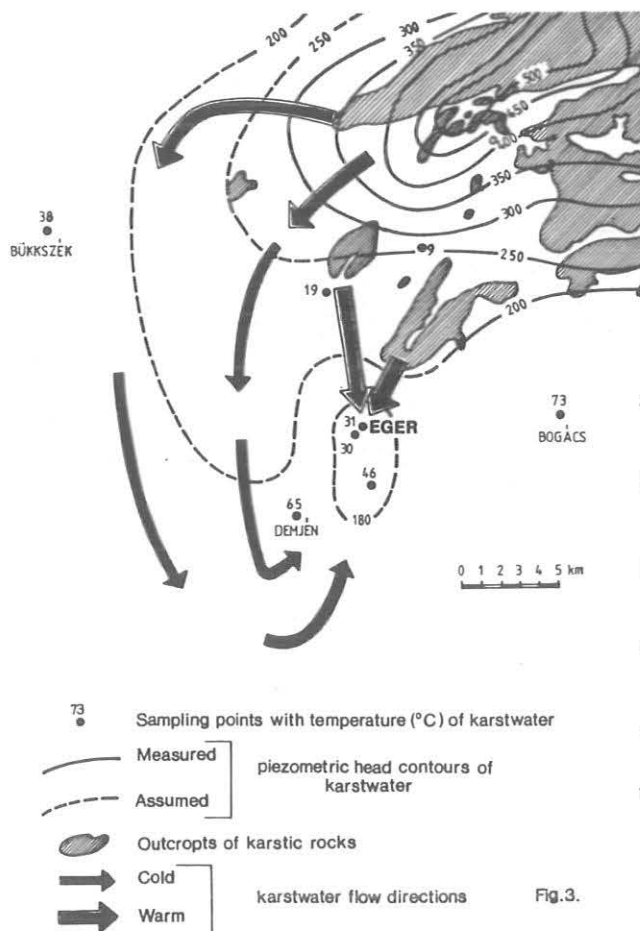 200
250
300
350
500
450
400
350
300
250
200
38
BÜKKSZÉK
9
19
31
EGER
30
46
180
73
BOGÁCS
65
DEMJÉN
0 1 2 3 4 5 km
73
Sampling points with temperature (°C) of karstwater
Measured
piezometric head contours of
karstwater
Assumed
Outcropts of karstic rocks
Cold
karstwater flow directions
Fig.3.
Warm